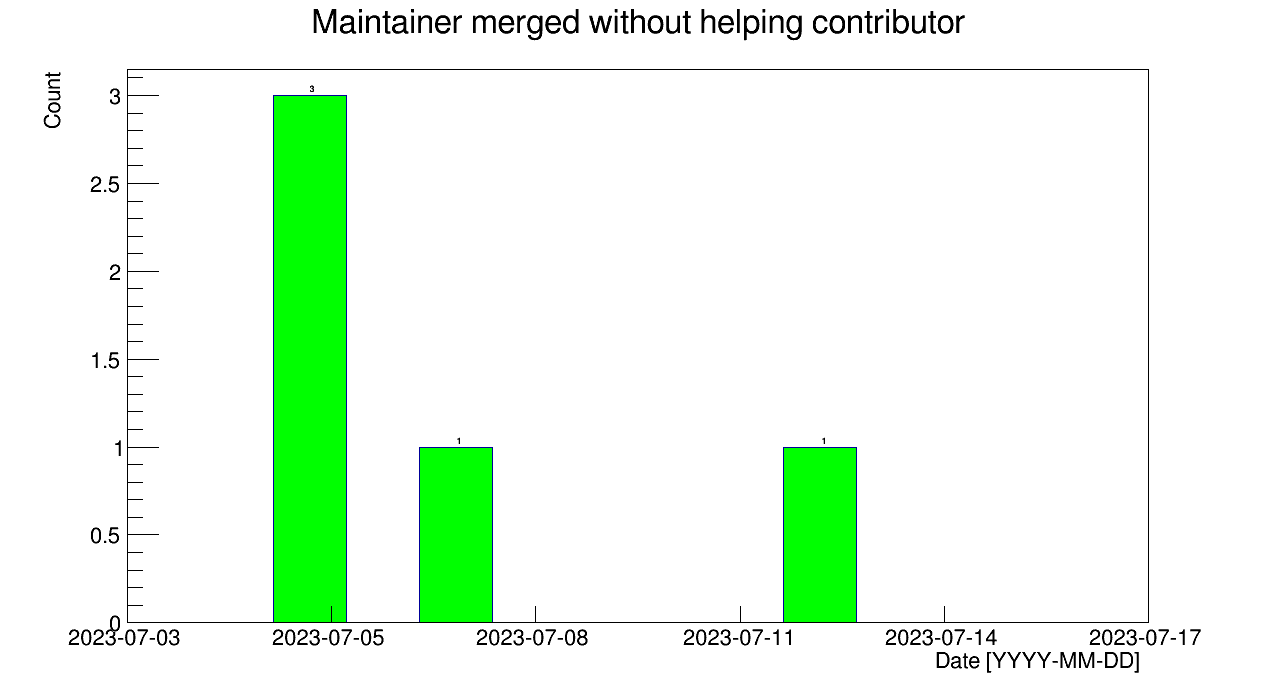 Maintainer merged without helping contributor
Count
3
2.5
2
1.5
1
0.5
0
3
1
1
2023-07-03 2023-07-05 2023-07-08 2023-07-11 2023-07-14 2023-07-17
Date [YYYY-MM-DD]